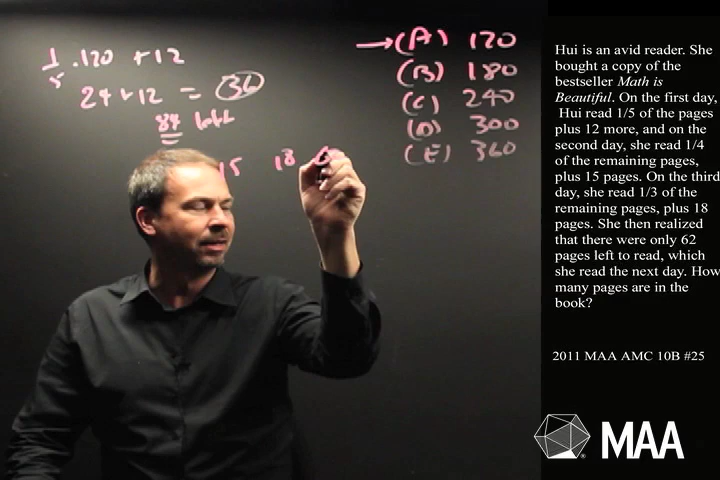 1/5 . 120 + 12
24 + 12 = 36
84 left
15 18 6
→ (A) 120
(B) 180
(C) 240
(D) 300
(E) 360
Hui is an avid reader. She
bought a copy of the
bestseller Math is
Beautiful. On the first day,
Hui read 1/5 of the pages
plus 12 more, and on the
second day, she read 1/4
of the remaining pages,
plus 15 pages. On the third
day, she read 1/3 of the
remaining pages, plus 18
pages. She then realized
that there were only 62
pages left to read, which
she read the next day. How
many pages are in the
book?
2011 MAA AMC 10B #25
MAA